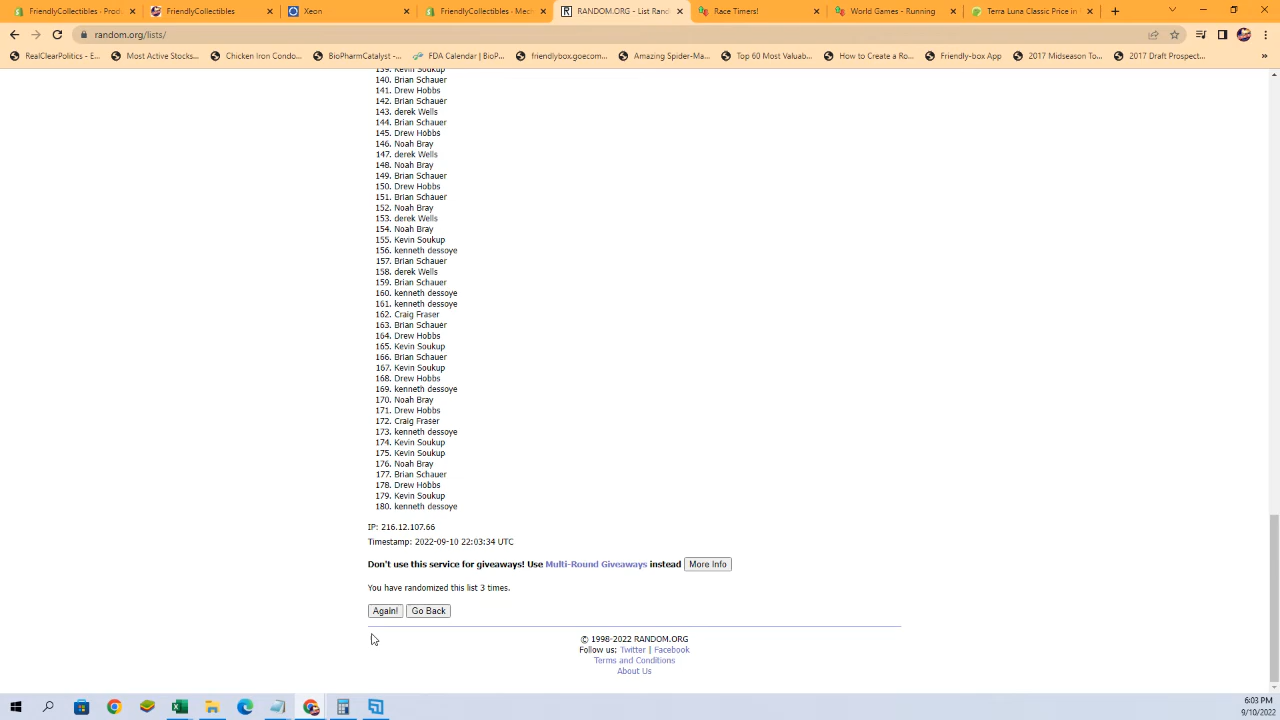 FriendlyCollectibles - Prod
FriendlyCollectibles
Xeon
FriendlyCollectibles - Mech
RANDOM.ORG - List Rand
Race Timers!
World Games - Running
Terra Luna Classic Price in
random.org/lists/
RealClearPolitics - E...
Most Active Stocks...
Chicken Iron Condo...
BioPharmCatalyst -...
FDA Calendar | BioP...
friendlybox.goecom...
Amazing Spider-Ma...
Top 60 Most Valuab...
How to Create a Ro...
Friendly-box App
2017 Midseason To...
2017 Draft Prospect...
139. Kevin Soukup
140. Brian Schauer
141. Drew Hobbs
142. Brian Schauer
143. derek Wells
144. Brian Schauer
145. Drew Hobbs
146. Noah Bray
147. derek Wells
148. Noah Bray
149. Brian Schauer
150. Drew Hobbs
151. Brian Schauer
152. Noah Bray
153. derek Wells
154. Noah Bray
155. Kevin Soukup
156. kenneth dessoye
157. Brian Schauer
158. derek Wells
159. Brian Schauer
160. kenneth dessoye
161. kenneth dessoye
162. Craig Fraser
163. Brian Schauer
164. Drew Hobbs
165. Kevin Soukup
166. Brian Schauer
167. Kevin Soukup
168. Drew Hobbs
169. kenneth dessoye
170. Noah Bray
171. Drew Hobbs
172. Craig Fraser
173. kenneth dessoye
174. Kevin Soukup
175. Kevin Soukup
176. Noah Bray
177. Brian Schauer
178. Drew Hobbs
179. Kevin Soukup
180. kenneth dessoye
IP: 216.12.107.66
Timestamp: 2022-09-10 22:03:34 UTC
Don't use this service for giveaways! Use Multi-Round Giveaways instead More Info
You have randomized this list 3 times.
Again! Go Back
© 1998-2022 RANDOM.ORG
Follow us: Twitter | Facebook
Terms and Conditions
About Us
6:03 PM
9/10/2022